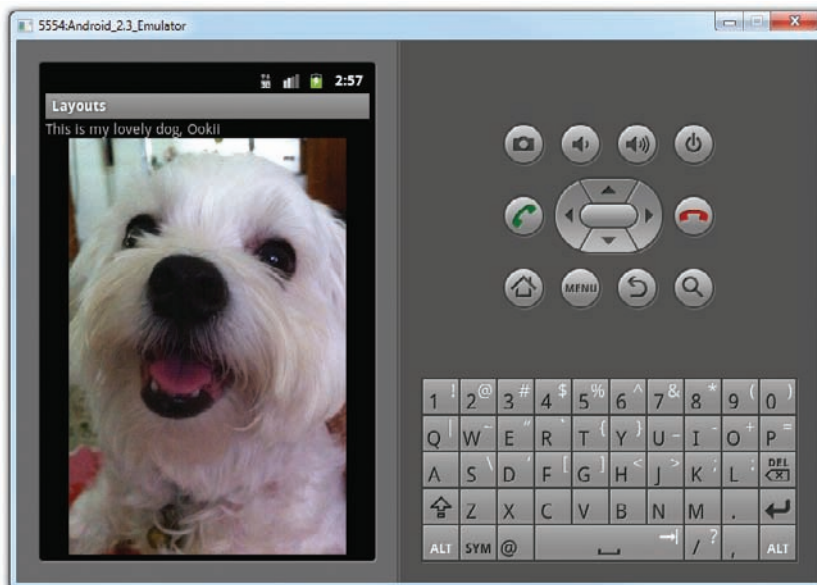 5554:Android_2.3_Emulator
2:57
Layouts
This is my lovely dog, Ookii
MENU
1 ! 2 @ 3 # 4 $ 5 % 6 ^ 7 & 8 * 9 ( 0 )
Q | W ~ E " R ` T { Y } U _ I - O + P =
A S \ D ' F [ G ] H < J > K ; L : DEL
Z X C V B N M .
ALT SYM @ / ? , ALT